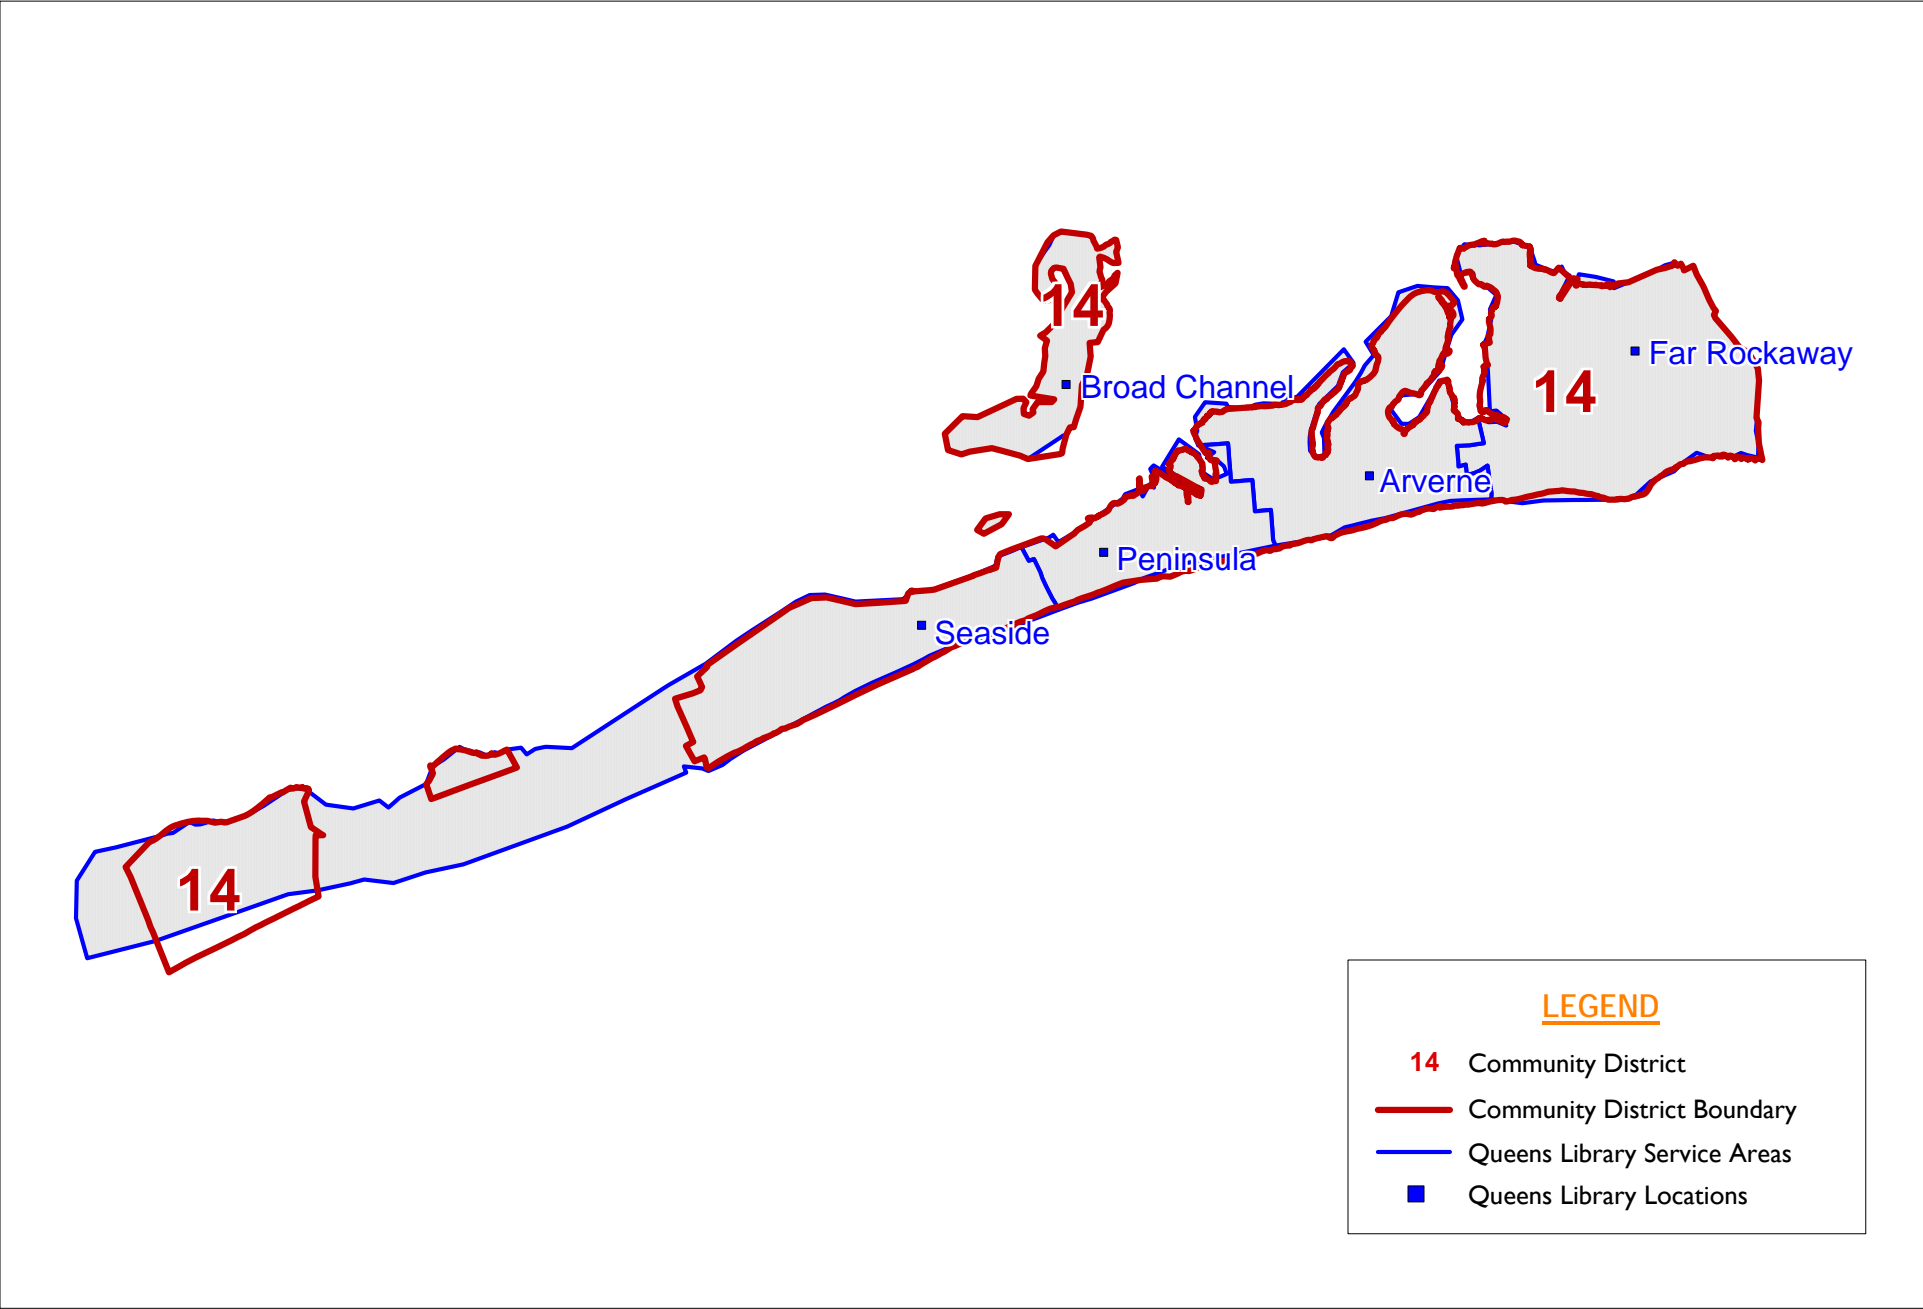 14
Far Rockaway
Broad Channel
14
Arverne
Peninsula
Seaside
14
LEGEND
14 Community District
Community District Boundary
Queens Library Service Areas
Queens Library Locations